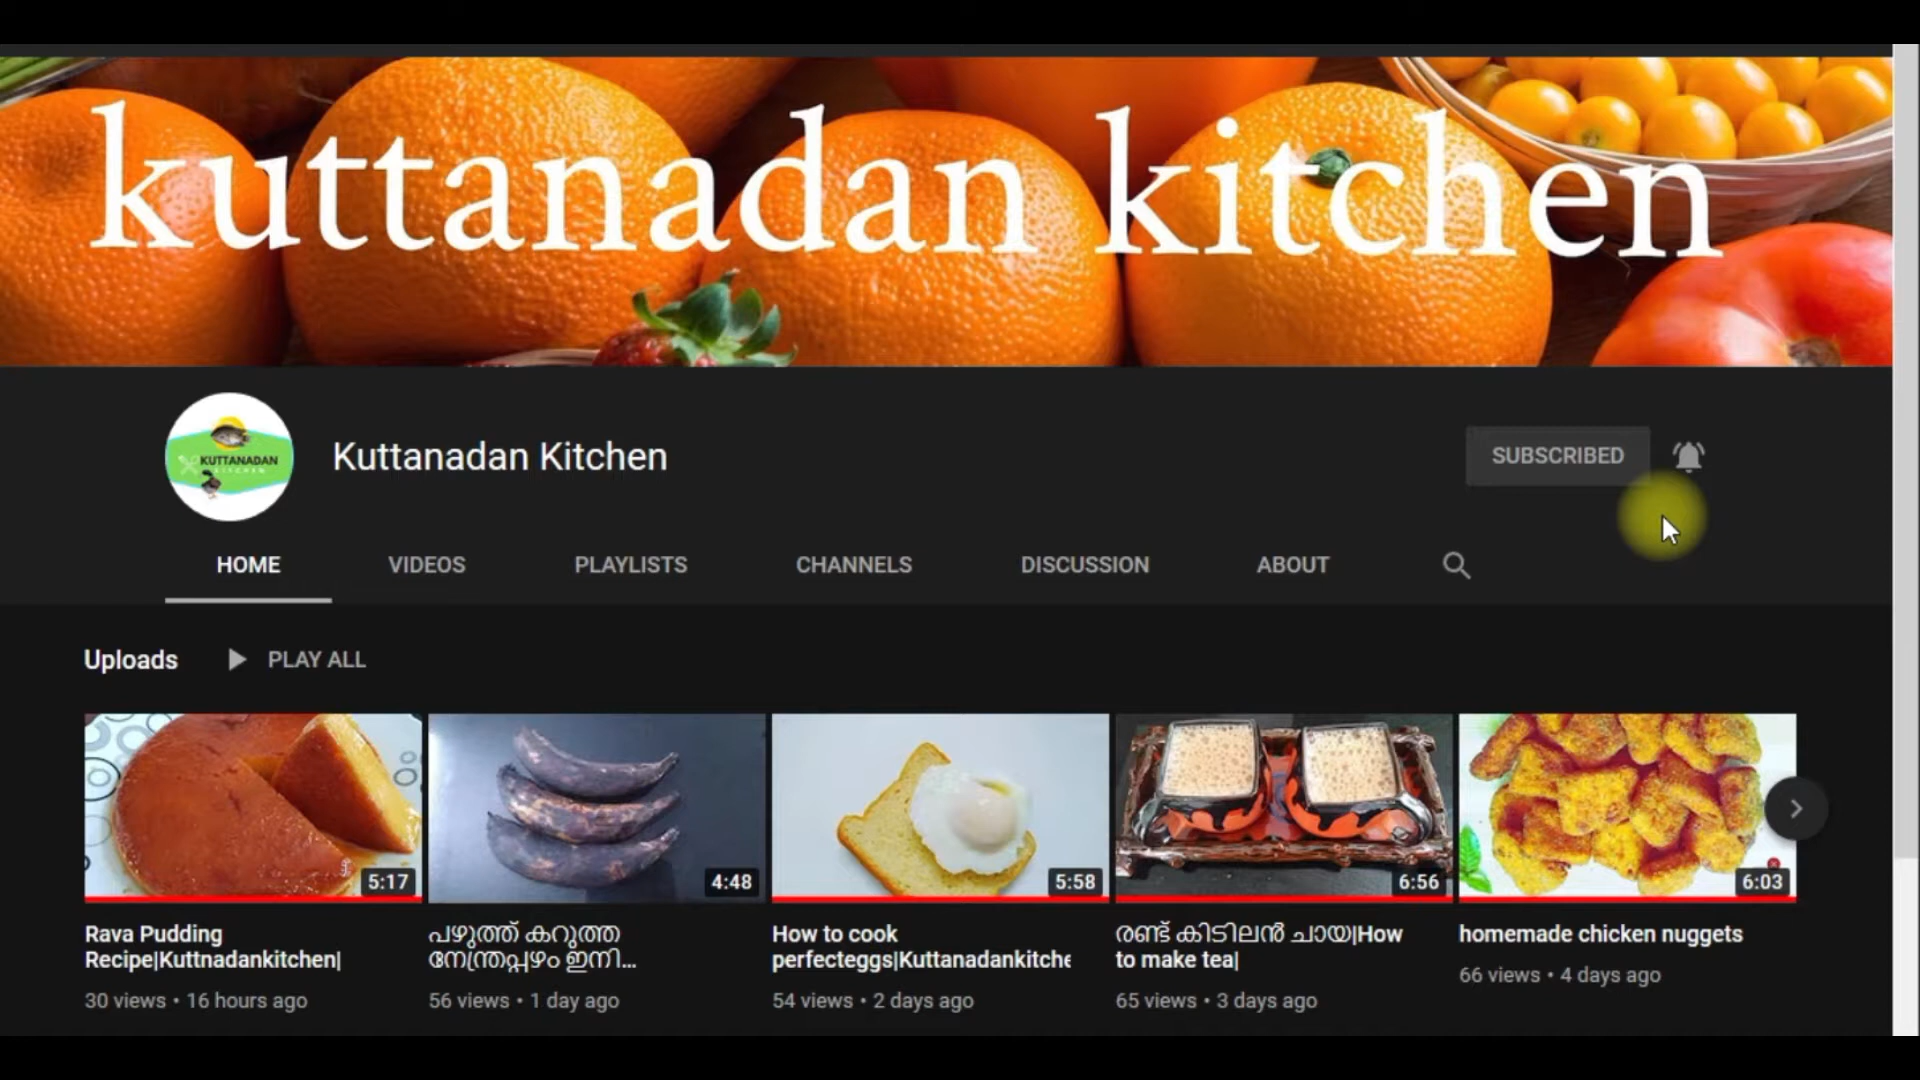 kuttanadan kitchen
KUTTANADAN
KITCHEN
Kuttanadan Kitchen
SUBSCRIBED
HOME
VIDEOS
PLAYLISTS
CHANNELS
DISCUSSION
ABOUT
Uploads
PLAY ALL
5:17
4:48
5:58
6:56
6:03
Rava Pudding
Recipe|Kuttnadankitchen|
30 views • 16 hours ago
പഴുത്ത് കറുത്ത
നേന്ത്രപ്പഴം ഇനി...
56 views • 1 day ago
How to cook
perfecteggs|Kuttanadankitche
54 views • 2 days ago
രണ്ട് കിടിലൻ ചായ|How
to make tea|
65 views • 3 days ago
homemade chicken nuggets
66 views • 4 days ago